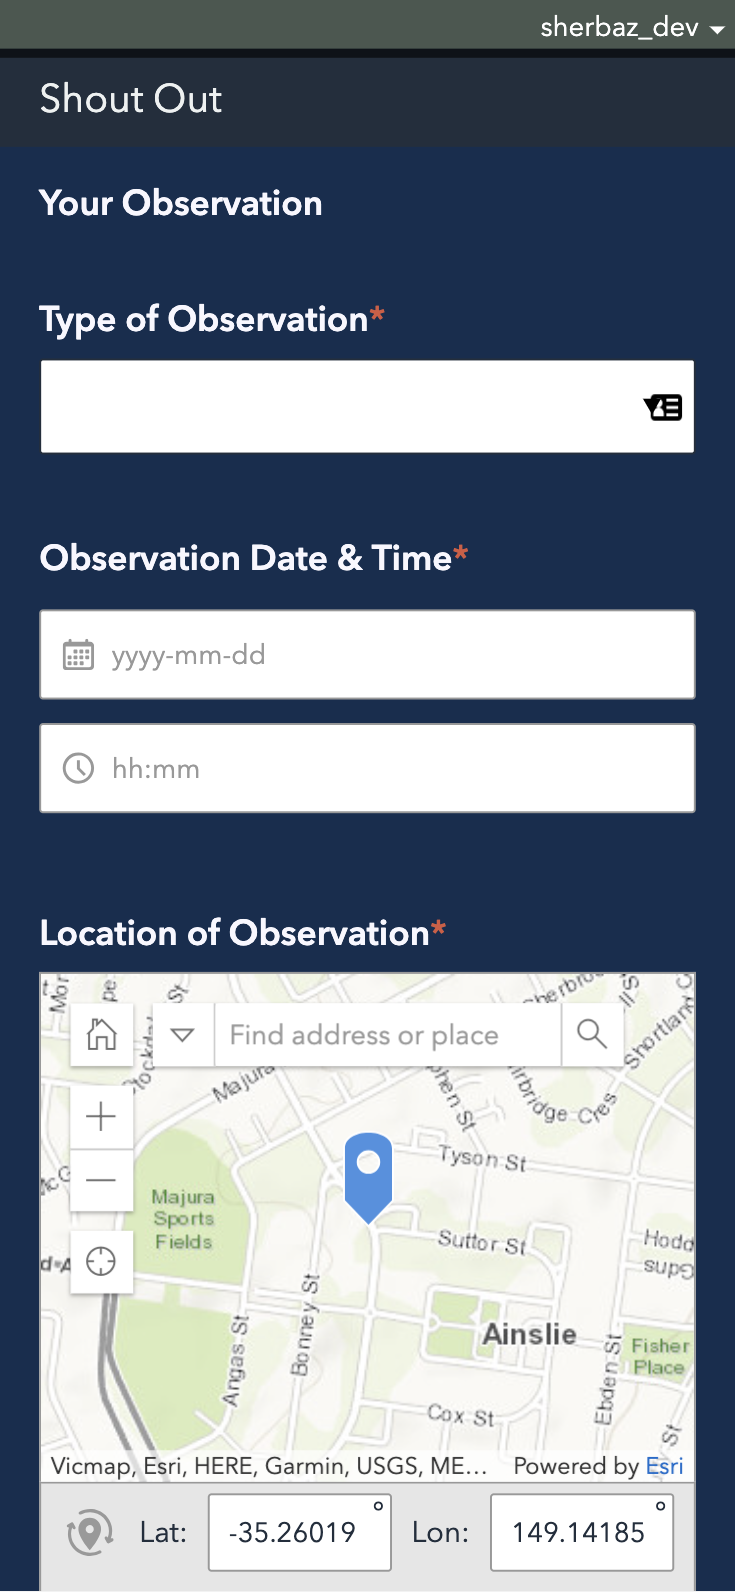 sherbaz_dev
Shout Out
Your Observation
Type of Observation*
Observation Date & Time*
yyyy-mm-dd
hh:mm
Location of Observation*
Find address or place
Majura
Tyson St
Suttor St
Majura
Sports
Fields
Angas St
Bonney St
Ainslie
Ebden St
Fisher
Place
Cox St
Vicmap, Esri, HERE, Garmin, USGS, ME...
Powered by Esri
Lat:
-35.26019 °
Lon:
149.14185 °